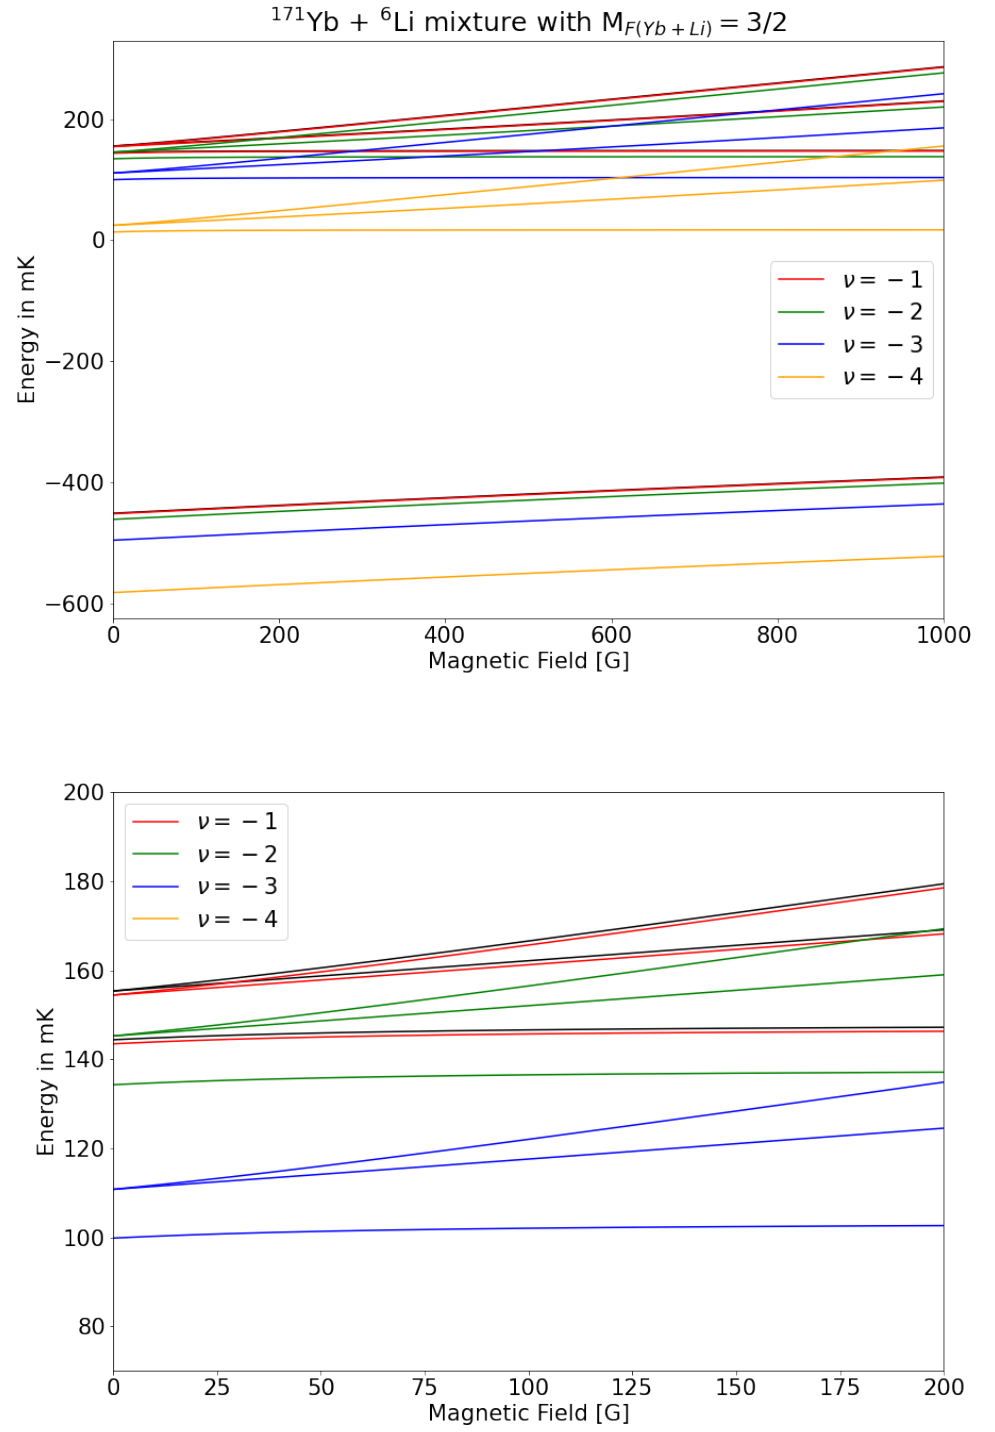 ¹⁷¹Yb + ⁶Li mixture with M_F(Yb+Li) = 3/2
200
0
−200
−400
−600
Energy in mK
ν = −1
ν = −2
ν = −3
ν = −4
0 200 400 600 800 1000
Magnetic Field [G]
200
180
160
140
120
100
80
Energy in mK
ν = −1
ν = −2
ν = −3
ν = −4
0 25 50 75 100 125 150 175 200
Magnetic Field [G]